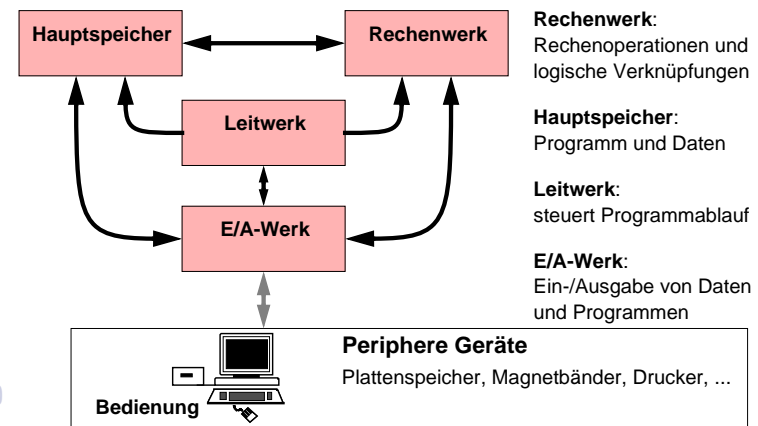 Hauptspeicher
Rechenwerk
Leitwerk
E/A-Werk
Rechenwerk:
Rechenoperationen und
logische Verknüpfungen
Hauptspeicher:
Programm und Daten
Leitwerk:
steuert Programmablauf
E/A-Werk:
Ein-/Ausgabe von Daten
und Programmen
Periphere Geräte
Plattenspeicher, Magnetbänder, Drucker, ...
Bedienung